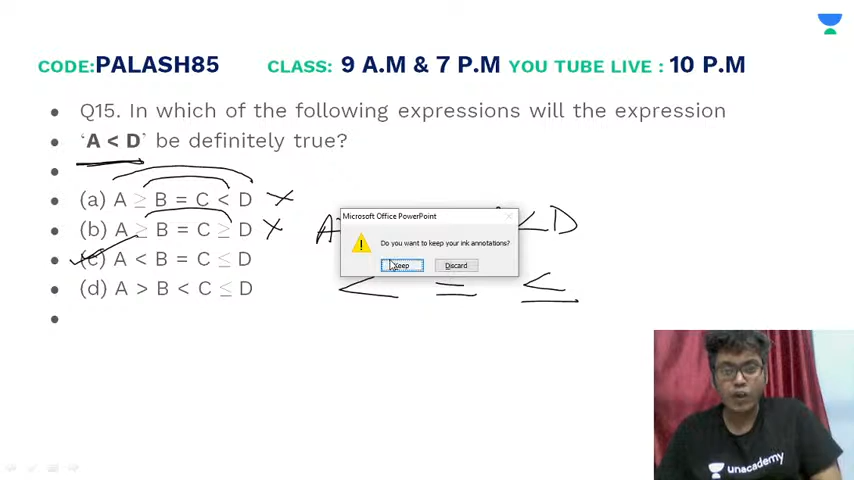 CODE:PALASH85 CLASS: 9 A.M & 7 P.M YOU TUBE LIVE : 10 P.M
Q15. In which of the following expressions will the expression
‘A < D’ be definitely true?
(a) A ≥ B = C < D ×
(b) A ≥ B = C ≥ D ×
(c) A < B = C ≤ D
(d) A > B < C ≤ D
A < D
Microsoft Office PowerPoint
Do you want to keep your ink annotations?
Keep Discard
< = ≤
unacademy